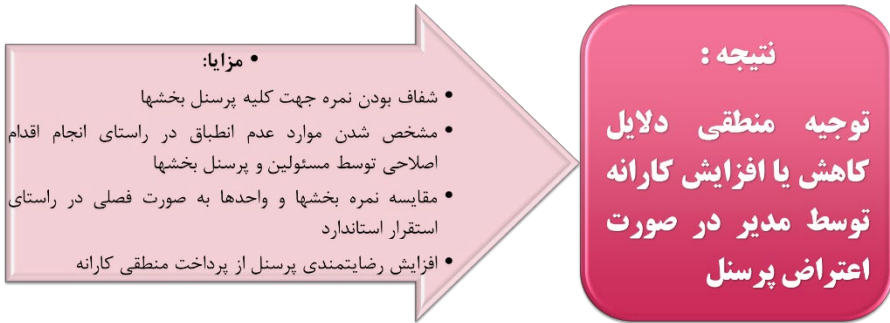 • مزایا:
• شفاف بودن نمره جهت کلیه پرسنل بخشها
• مشخص شدن موارد عدم انطباق در راستای انجام اقدام
اصلاحی توسط مسئولین و پرسنل بخشها
• مقایسه نمره بخشها و واحدها به صورت فصلی در راستای
استقرار استاندارد
• افزایش رضایتمندی پرسنل از پرداخت منطقی کارانه
نتیجه :
توجیه منطقی دلایل
کاهش یا افزایش کارانه
توسط مدیر در صورت
اعتراض پرسنل